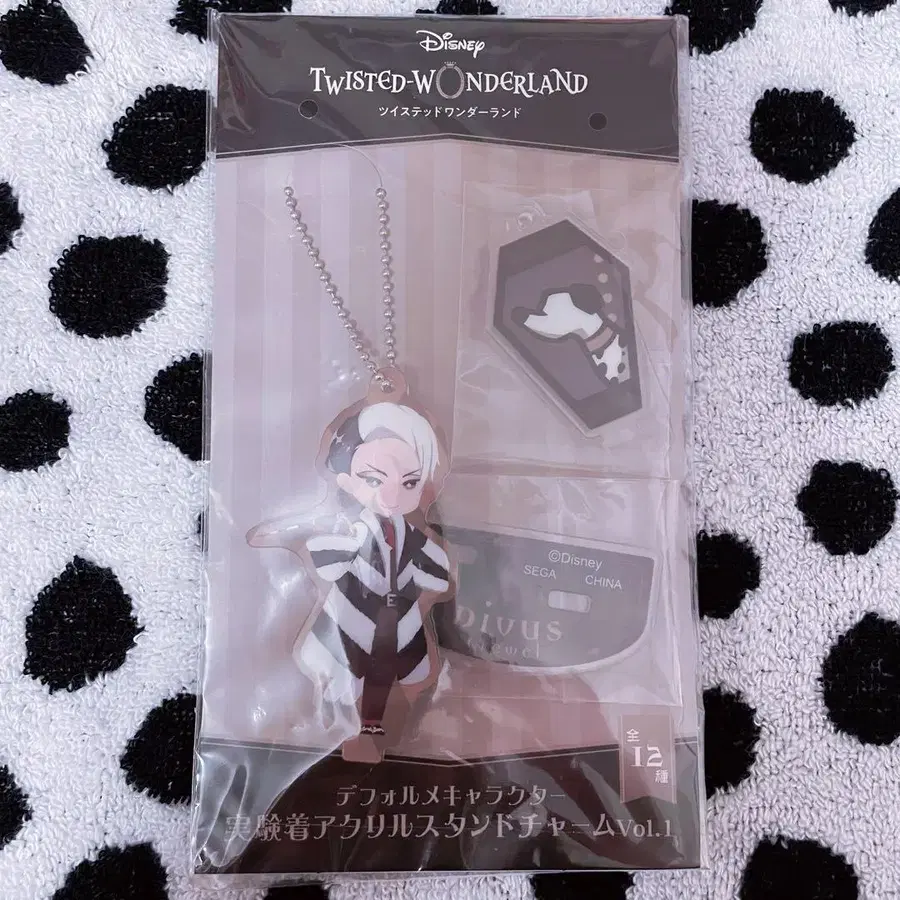 Disney
TWISTED-WONDERLAND
ツイステッドワンダーランド
©Disney
SEGA CHINA
Divus
全
12
種
デフォルメキャラクター
実験着アクリルスタンドチャームVol.1